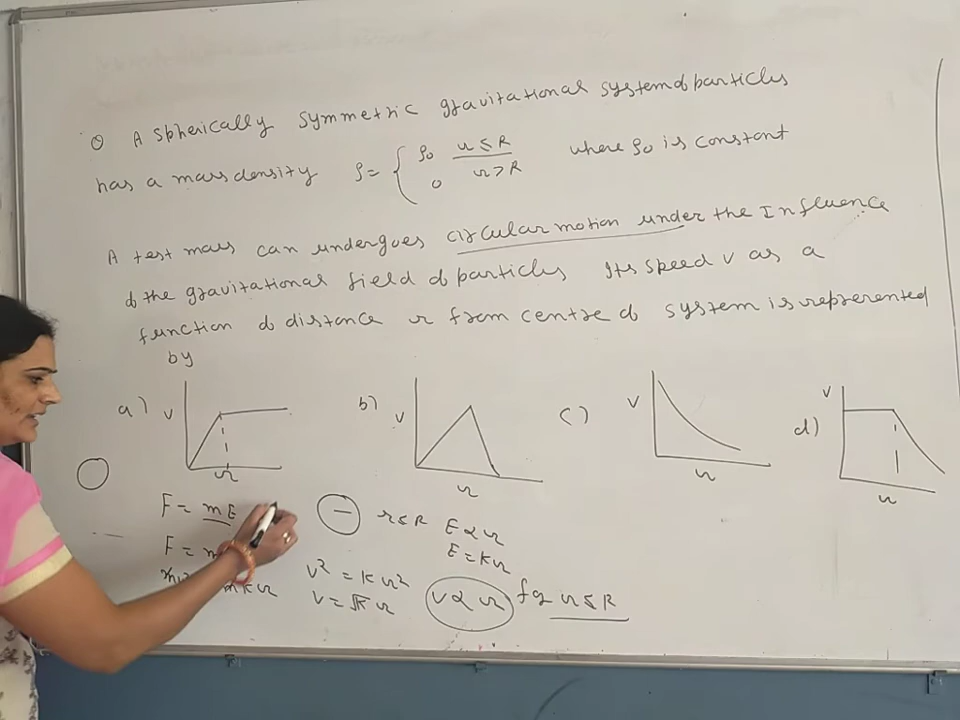 Q A spherically symmetric gravitational system of particles
has a mass density ρ = { ρ₀ r ≤ R where ρ₀ is constant
0 r > R
A test mass can undergoes circular motion under the Influence
of the gravitational field of particles Its speed v as a
function of distance r from centre of system is represented
by
a) v r
b) v r
c) v r
d) v r
F = mE
r≤R E ∝ r
E = kr
F = m
mkr
v² = kr²
v = √k r
v ∝ r for r ≤ R